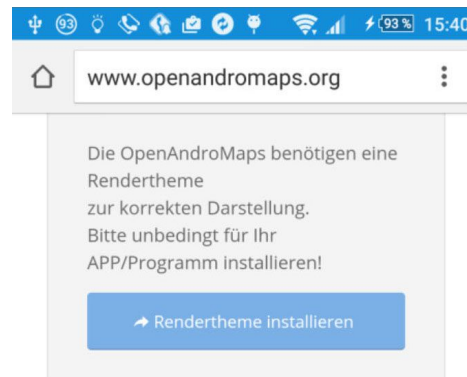 93 93% 15:40
www.openandromaps.org
Die OpenAndroMaps benötigen eine
Rendertheme
zur korrekten Darstellung.
Bitte unbedingt für Ihr
APP/Programm installieren!
Rendertheme installieren